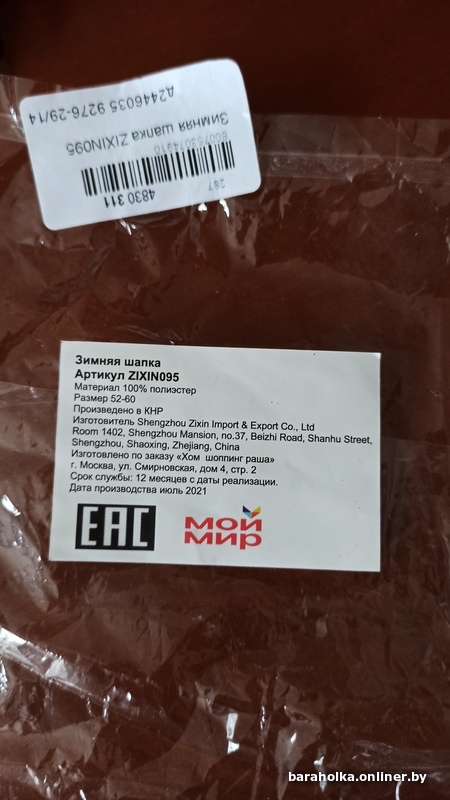 д2446035 9276-29/14
Зимняя шапка ZIXIN095
4830 311
287
Зимняя шапка
Артикул ZIXIN095
Материал 100% полиэстер
Размер 52-60
Произведено в КНР
Изготовитель Shengzhou Zixin Import & Export Co., Ltd
Room 1402, Shengzhou Mansion, no.37, Beizhi Road, Shanhu Street,
Shengzhou, Shaoxing, Zhejiang, China
Изготовлено по заказу «Хом шоппинг раша»
г. Москва, ул. Смирновская, дом 4, стр. 2
Срок службы: 12 месяцев с даты реализации.
Дата производства июль 2021
EAC
мой
мир
baraholka.onliner.by